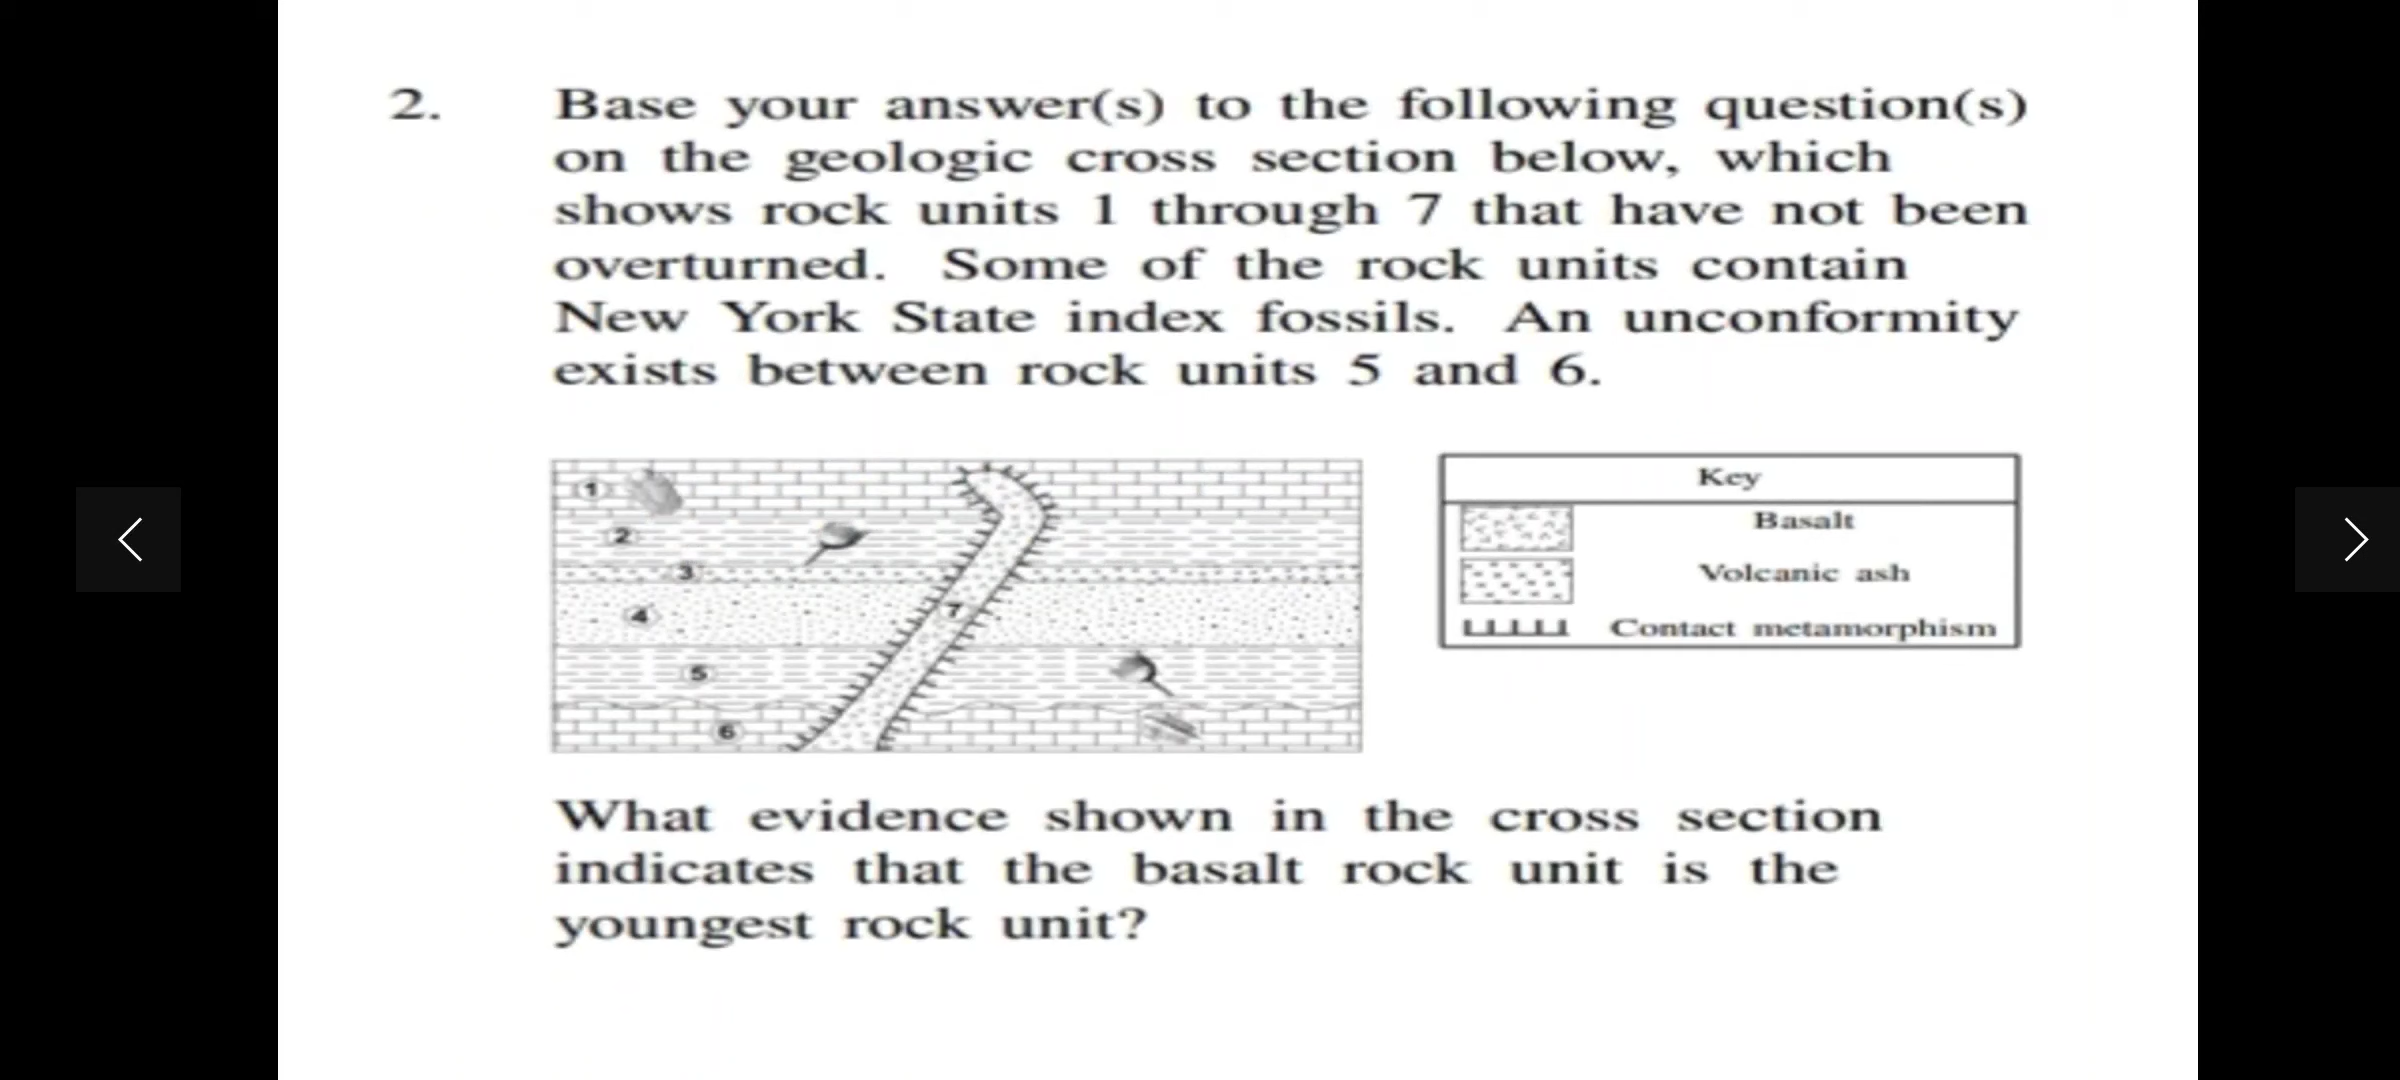 2. Base your answer(s) to the following question(s)
on the geologic cross section below, which
shows rock units 1 through 7 that have not been
overturned. Some of the rock units contain
New York State index fossils. An unconformity
exists between rock units 5 and 6.
1
2
3
4
5
6
7
Key
Basalt
Volcanic ash
Contact metamorphism
What evidence shown in the cross section
indicates that the basalt rock unit is the
youngest rock unit?